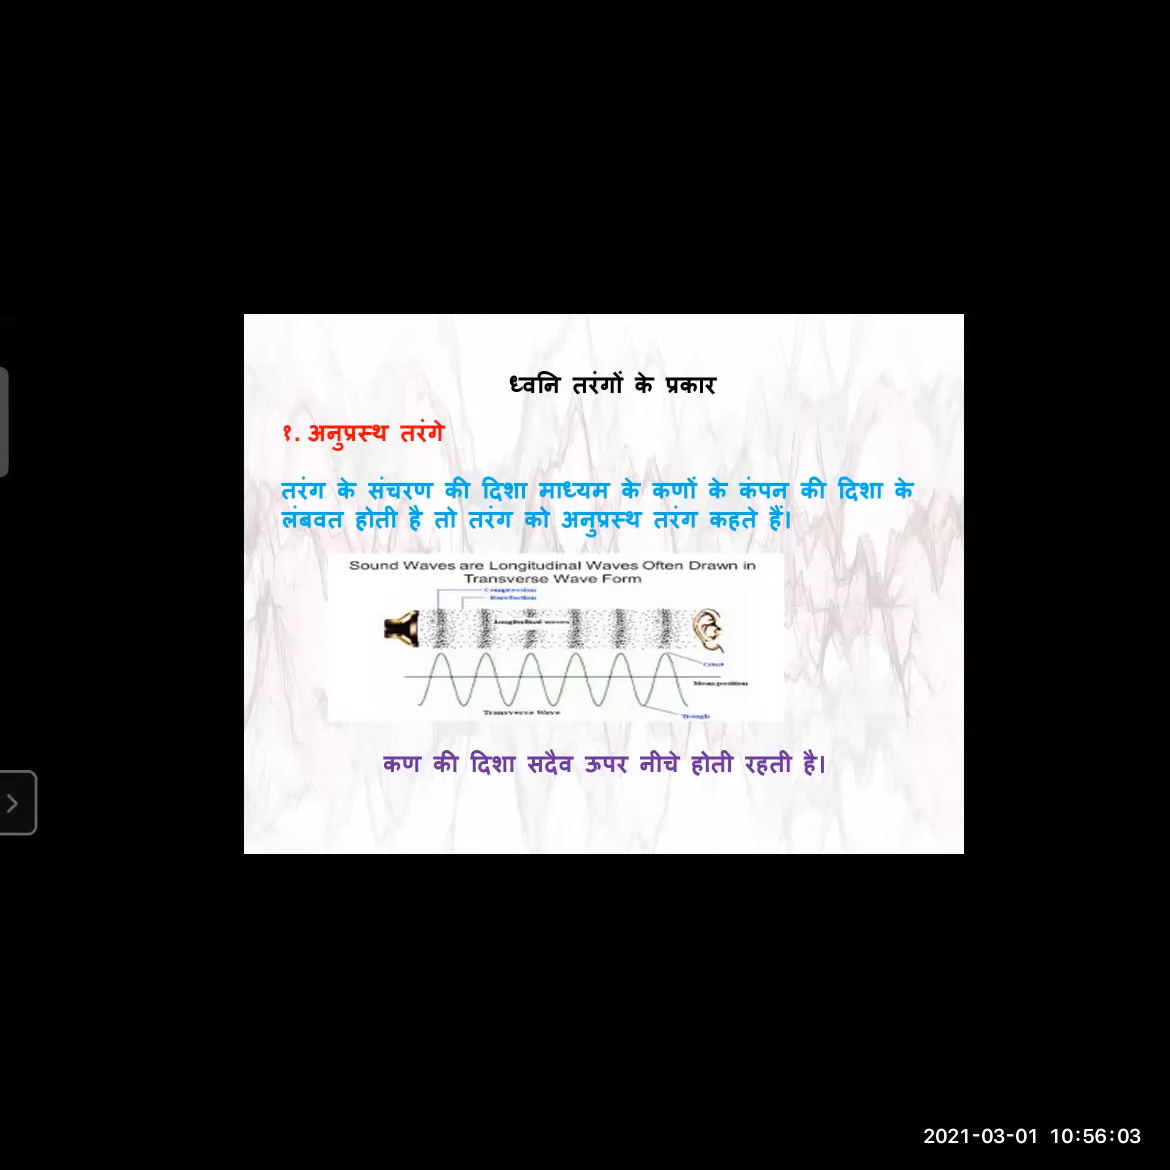 ध्वनि तरंगों के प्रकार
१. अनुप्रस्थ तरंगे
तरंग के संचरण की दिशा माध्यम के कणों के कंपन की दिशा के
लंबवत होती है तो तरंग को अनुप्रस्थ तरंग कहते हैं।
Sound Waves are Longitudinal Waves Often Drawn in
Transverse Wave Form
Compression
Rarefaction
Longitudinal waves
Crest
Mean position
Transverse Wave
Trough
कण की दिशा सदैव ऊपर नीचे होती रहती है।
2021-03-01 10:56:03